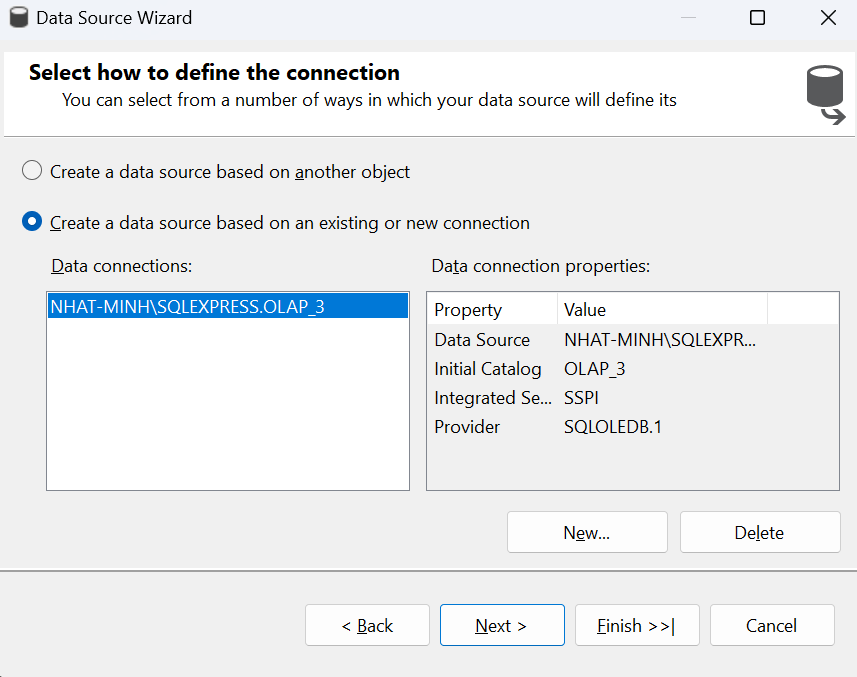 Data Source Wizard
Select how to define the connection
You can select from a number of ways in which your data source will define its
Create a data source based on another object
Create a data source based on an existing or new connection
Data connections:
NHAT-MINH\SQLEXPRESS.OLAP_3
Data connection properties:
Property Value
Data Source NHAT-MINH\SQLEXPR...
Initial Catalog OLAP_3
Integrated Se... SSPI
Provider SQLOLEDB.1
New... Delete
< Back Next > Finish >>| Cancel